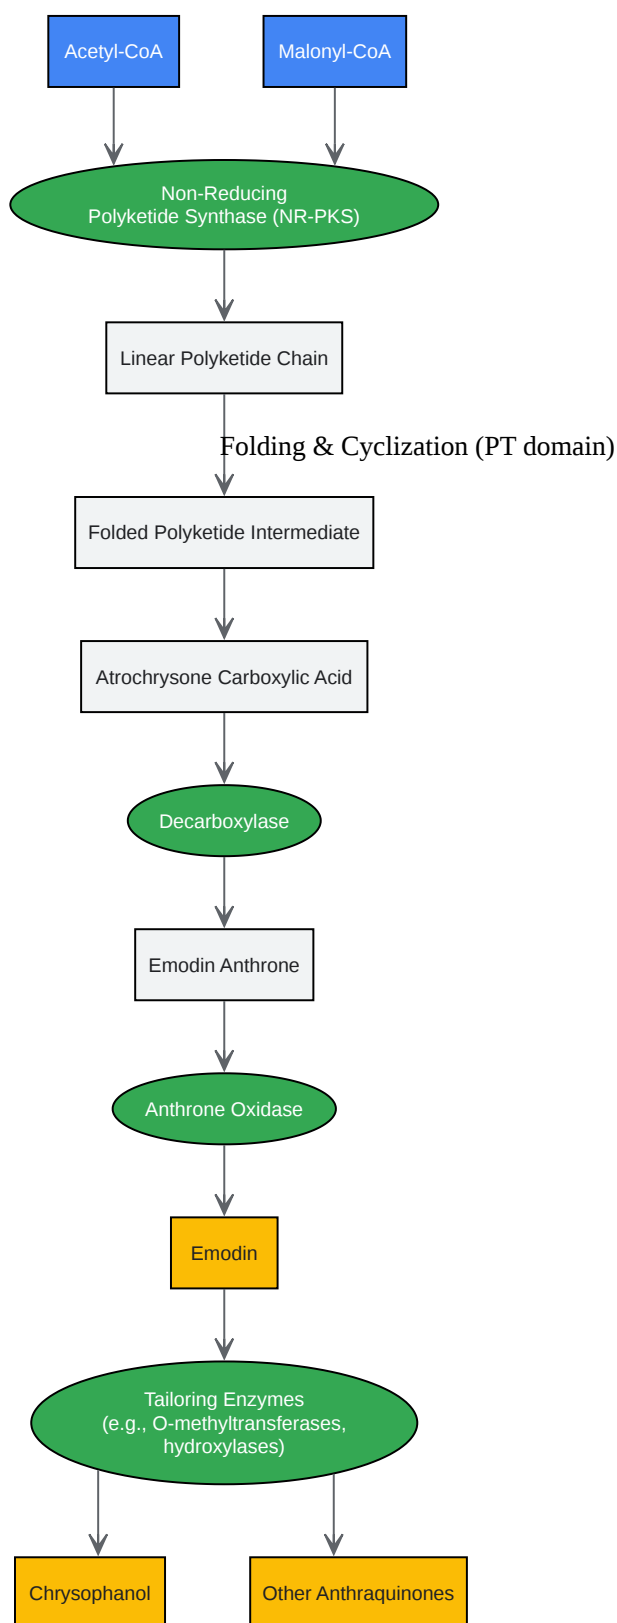 Acetyl-CoA
Malonyl-CoA
Non-Reducing
Polyketide Synthase (NR-PKS)
Linear Polyketide Chain
Folding & Cyclization (PT domain)
Folded Polyketide Intermediate
Atrochrysone Carboxylic Acid
Decarboxylase
Emodin Anthrone
Anthrone Oxidase
Emodin
Tailoring Enzymes
(e.g., O-methyltransferases,
hydroxylases)
Chrysophanol
Other Anthraquinones